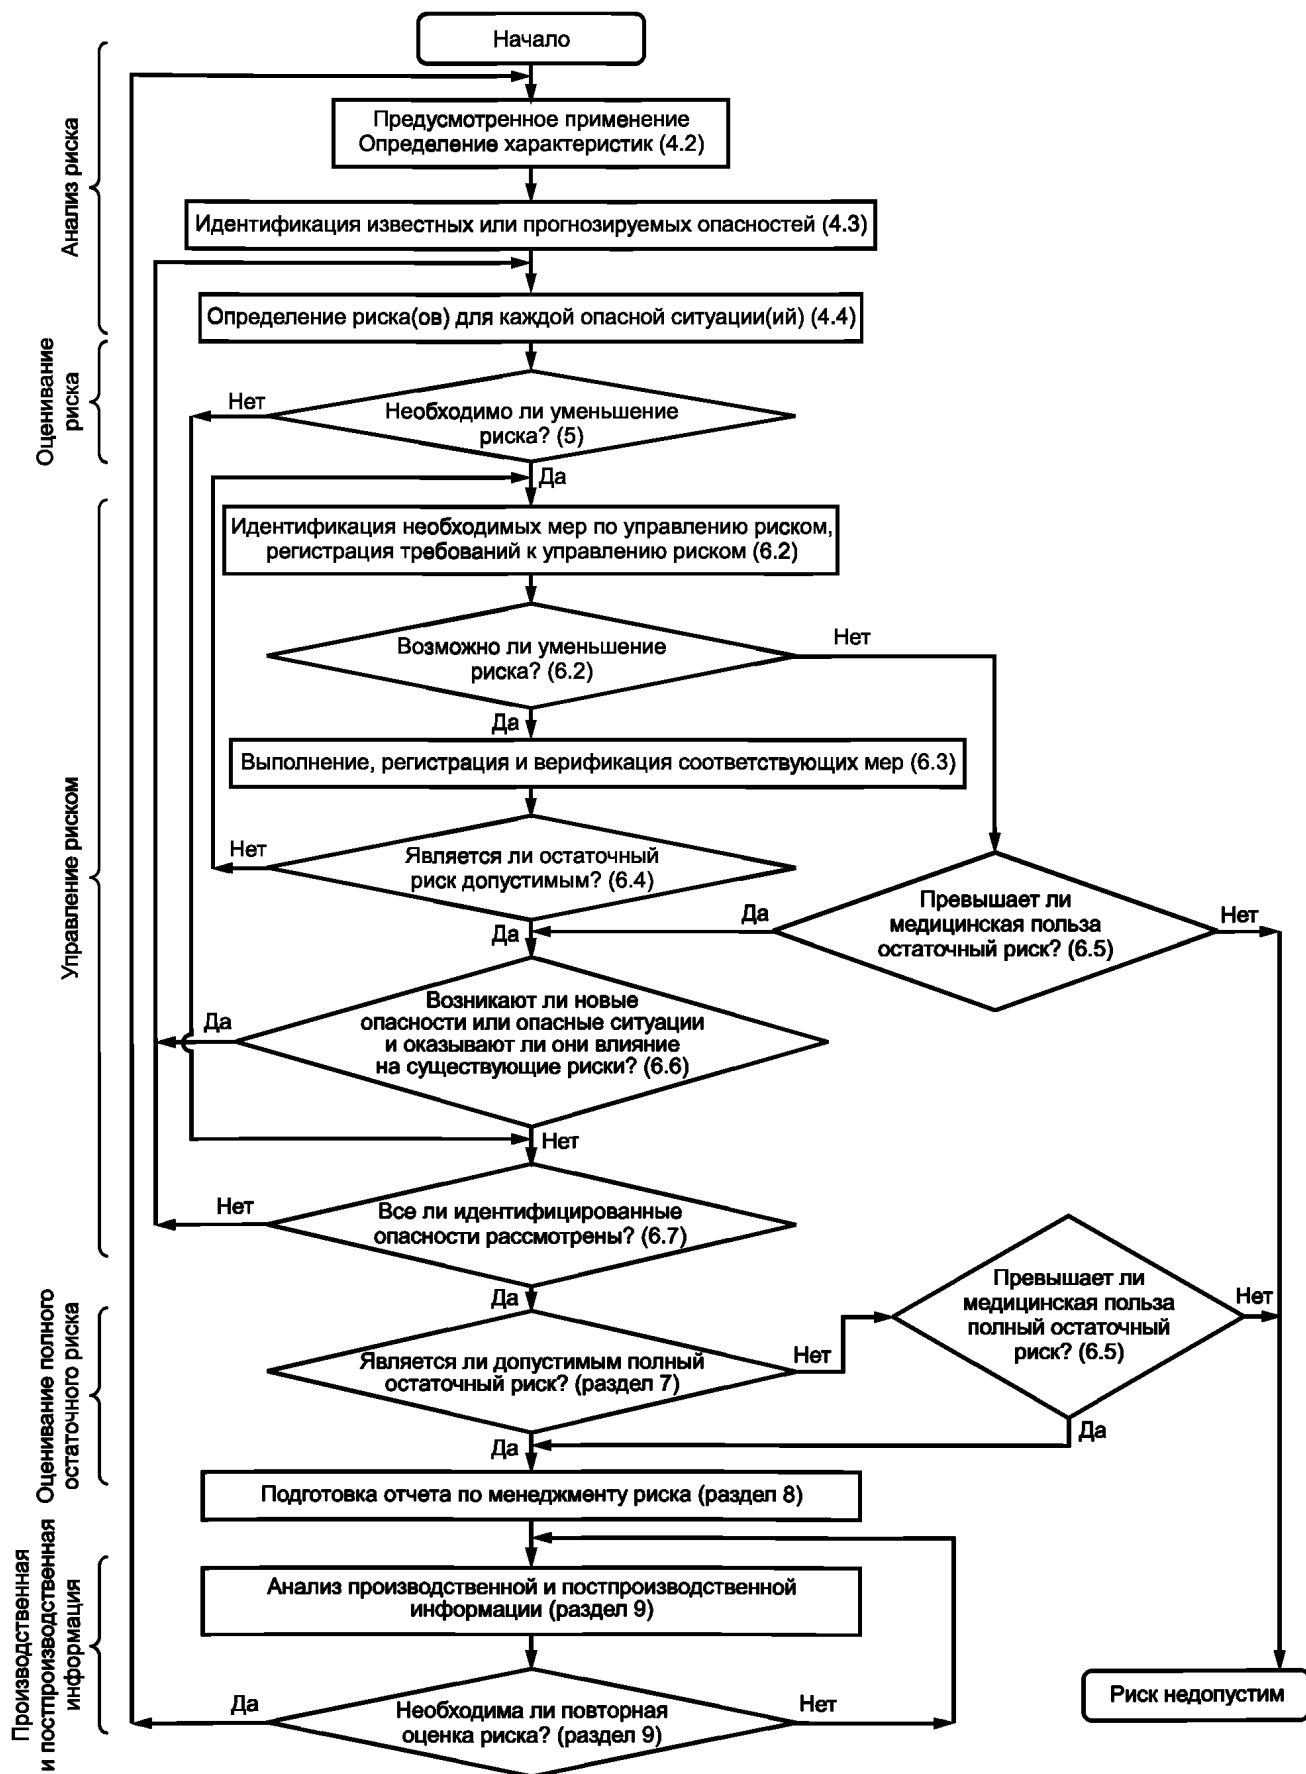 Начало
Анализ риска
Предусмотренное применение
Определение характеристик (4.2)
Идентификация известных или прогнозируемых опасностей (4.3)
Определение риска(ов) для каждой опасной ситуации(ий) (4.4)
Оценивание
риска
Нет
Необходимо ли уменьшение
риска? (5)
Да
Управление риском
Идентификация необходимых мер по управлению риском,
регистрация требований к управлению риском (6.2)
Возможно ли уменьшение
риска? (6.2)
Нет
Да
Выполнение, регистрация и верификация соответствующих мер (6.3)
Нет
Является ли остаточный
риск допустимым? (6.4)
Да
Да
Превышает ли
медицинская польза
остаточный риск? (6.5)
Нет
Да
Возникают ли новые
опасности или опасные ситуации
и оказывают ли они влияние
на существующие риски? (6.6)
Нет
Нет
Все ли идентифицированные
опасности рассмотрены? (6.7)
Да
Оценивание полного
остаточного риска
Является ли допустимым полный
остаточный риск? (раздел 7)
Нет
Превышает ли
медицинская польза
полный остаточный
риск? (6.5)
Нет
Да
Да
Подготовка отчета по менеджменту риска (раздел 8)
Производственная
и постпроизводственная
информация
Анализ производственной и постпроизводственной
информации (раздел 9)
Да
Необходима ли повторная
оценка риска? (раздел 9)
Нет
Риск недопустим